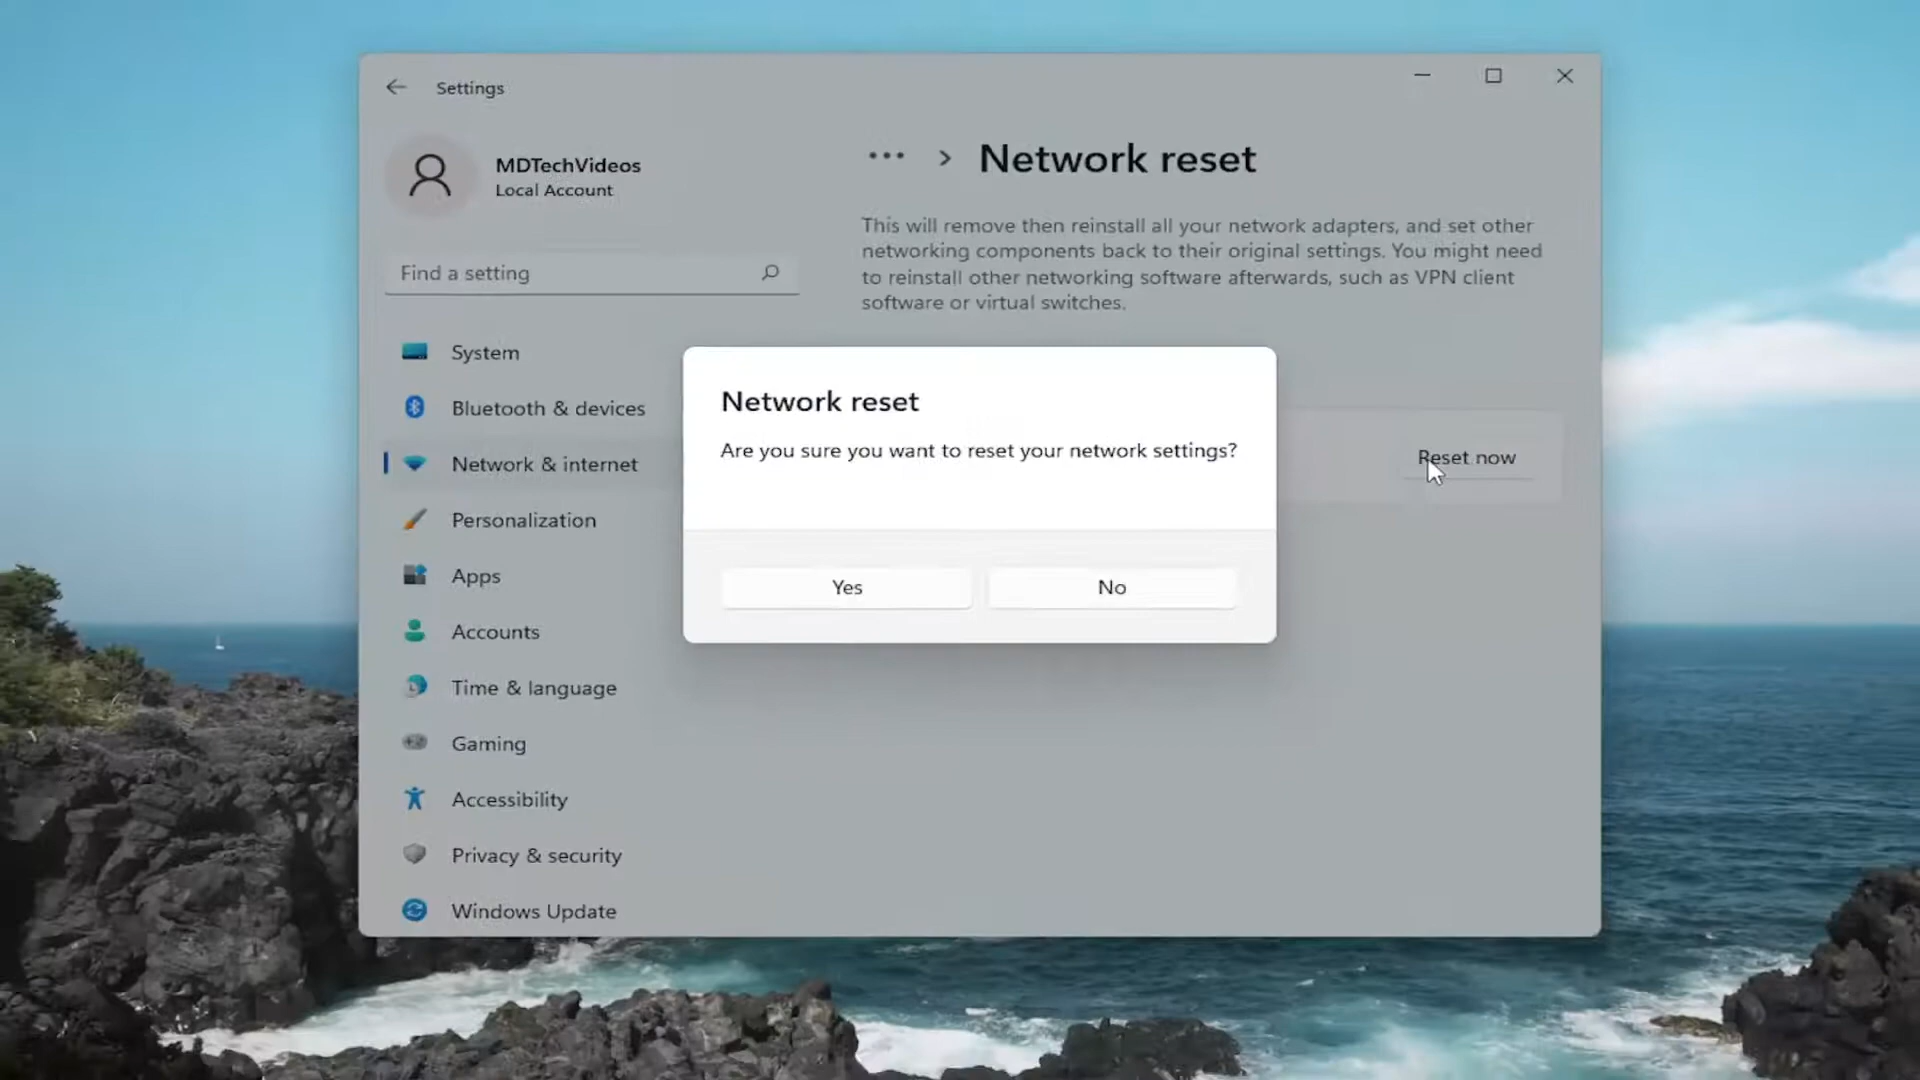 Settings
MDTechVideos
Local Account
Find a setting
System
Bluetooth & devices
Network & internet
Personalization
Apps
Accounts
Time & language
Gaming
Accessibility
Privacy & security
Windows Update
... > Network reset
This will remove then reinstall all your network adapters, and set other
networking components back to their original settings. You might need
to reinstall other networking software afterwards, such as VPN client
software or virtual switches.
Reset now
Network reset
Are you sure you want to reset your network settings?
Yes
No